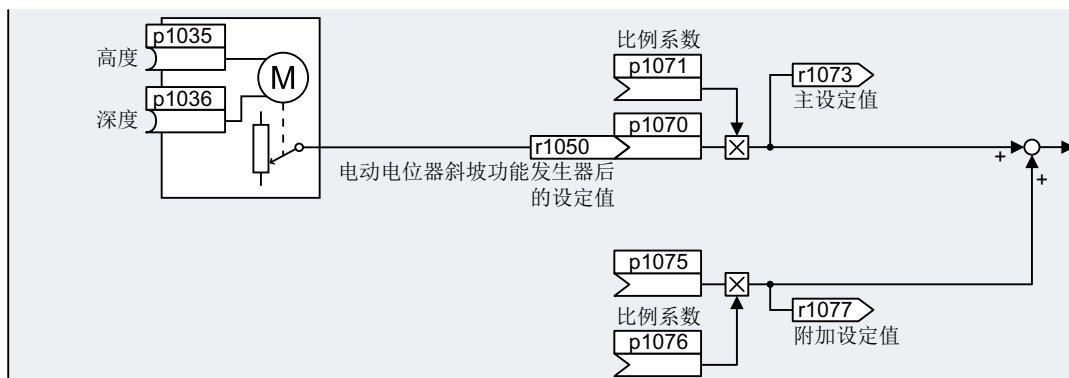 p1035
高度
p1036
深度
M
比例系数
p1071
r1073
主设定值
r1050
p1070
电动电位器斜坡功能发生器后
的设定值
+
+
p1075
r1077
附加设定值
比例系数
p1076